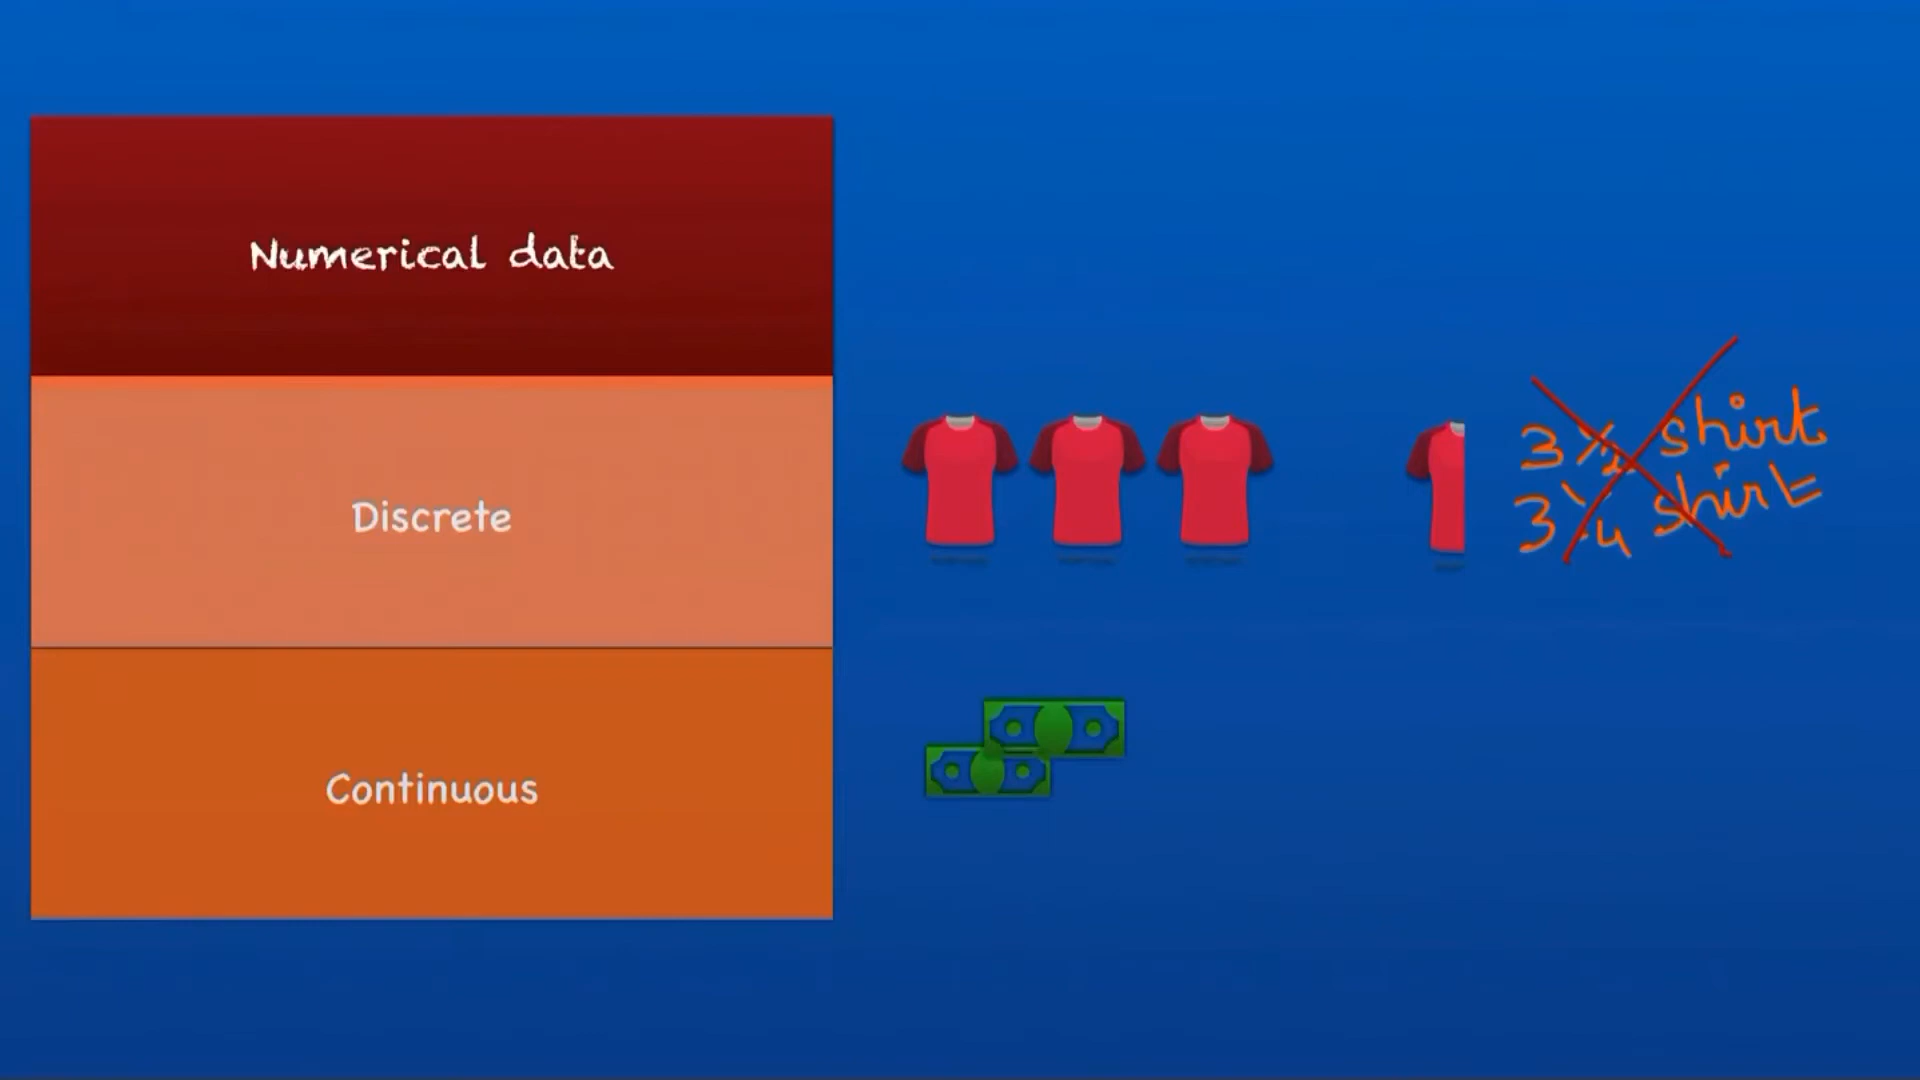 Numerical data
3 1/2 shirt
3 1/4 shirt
Discrete
Continuous